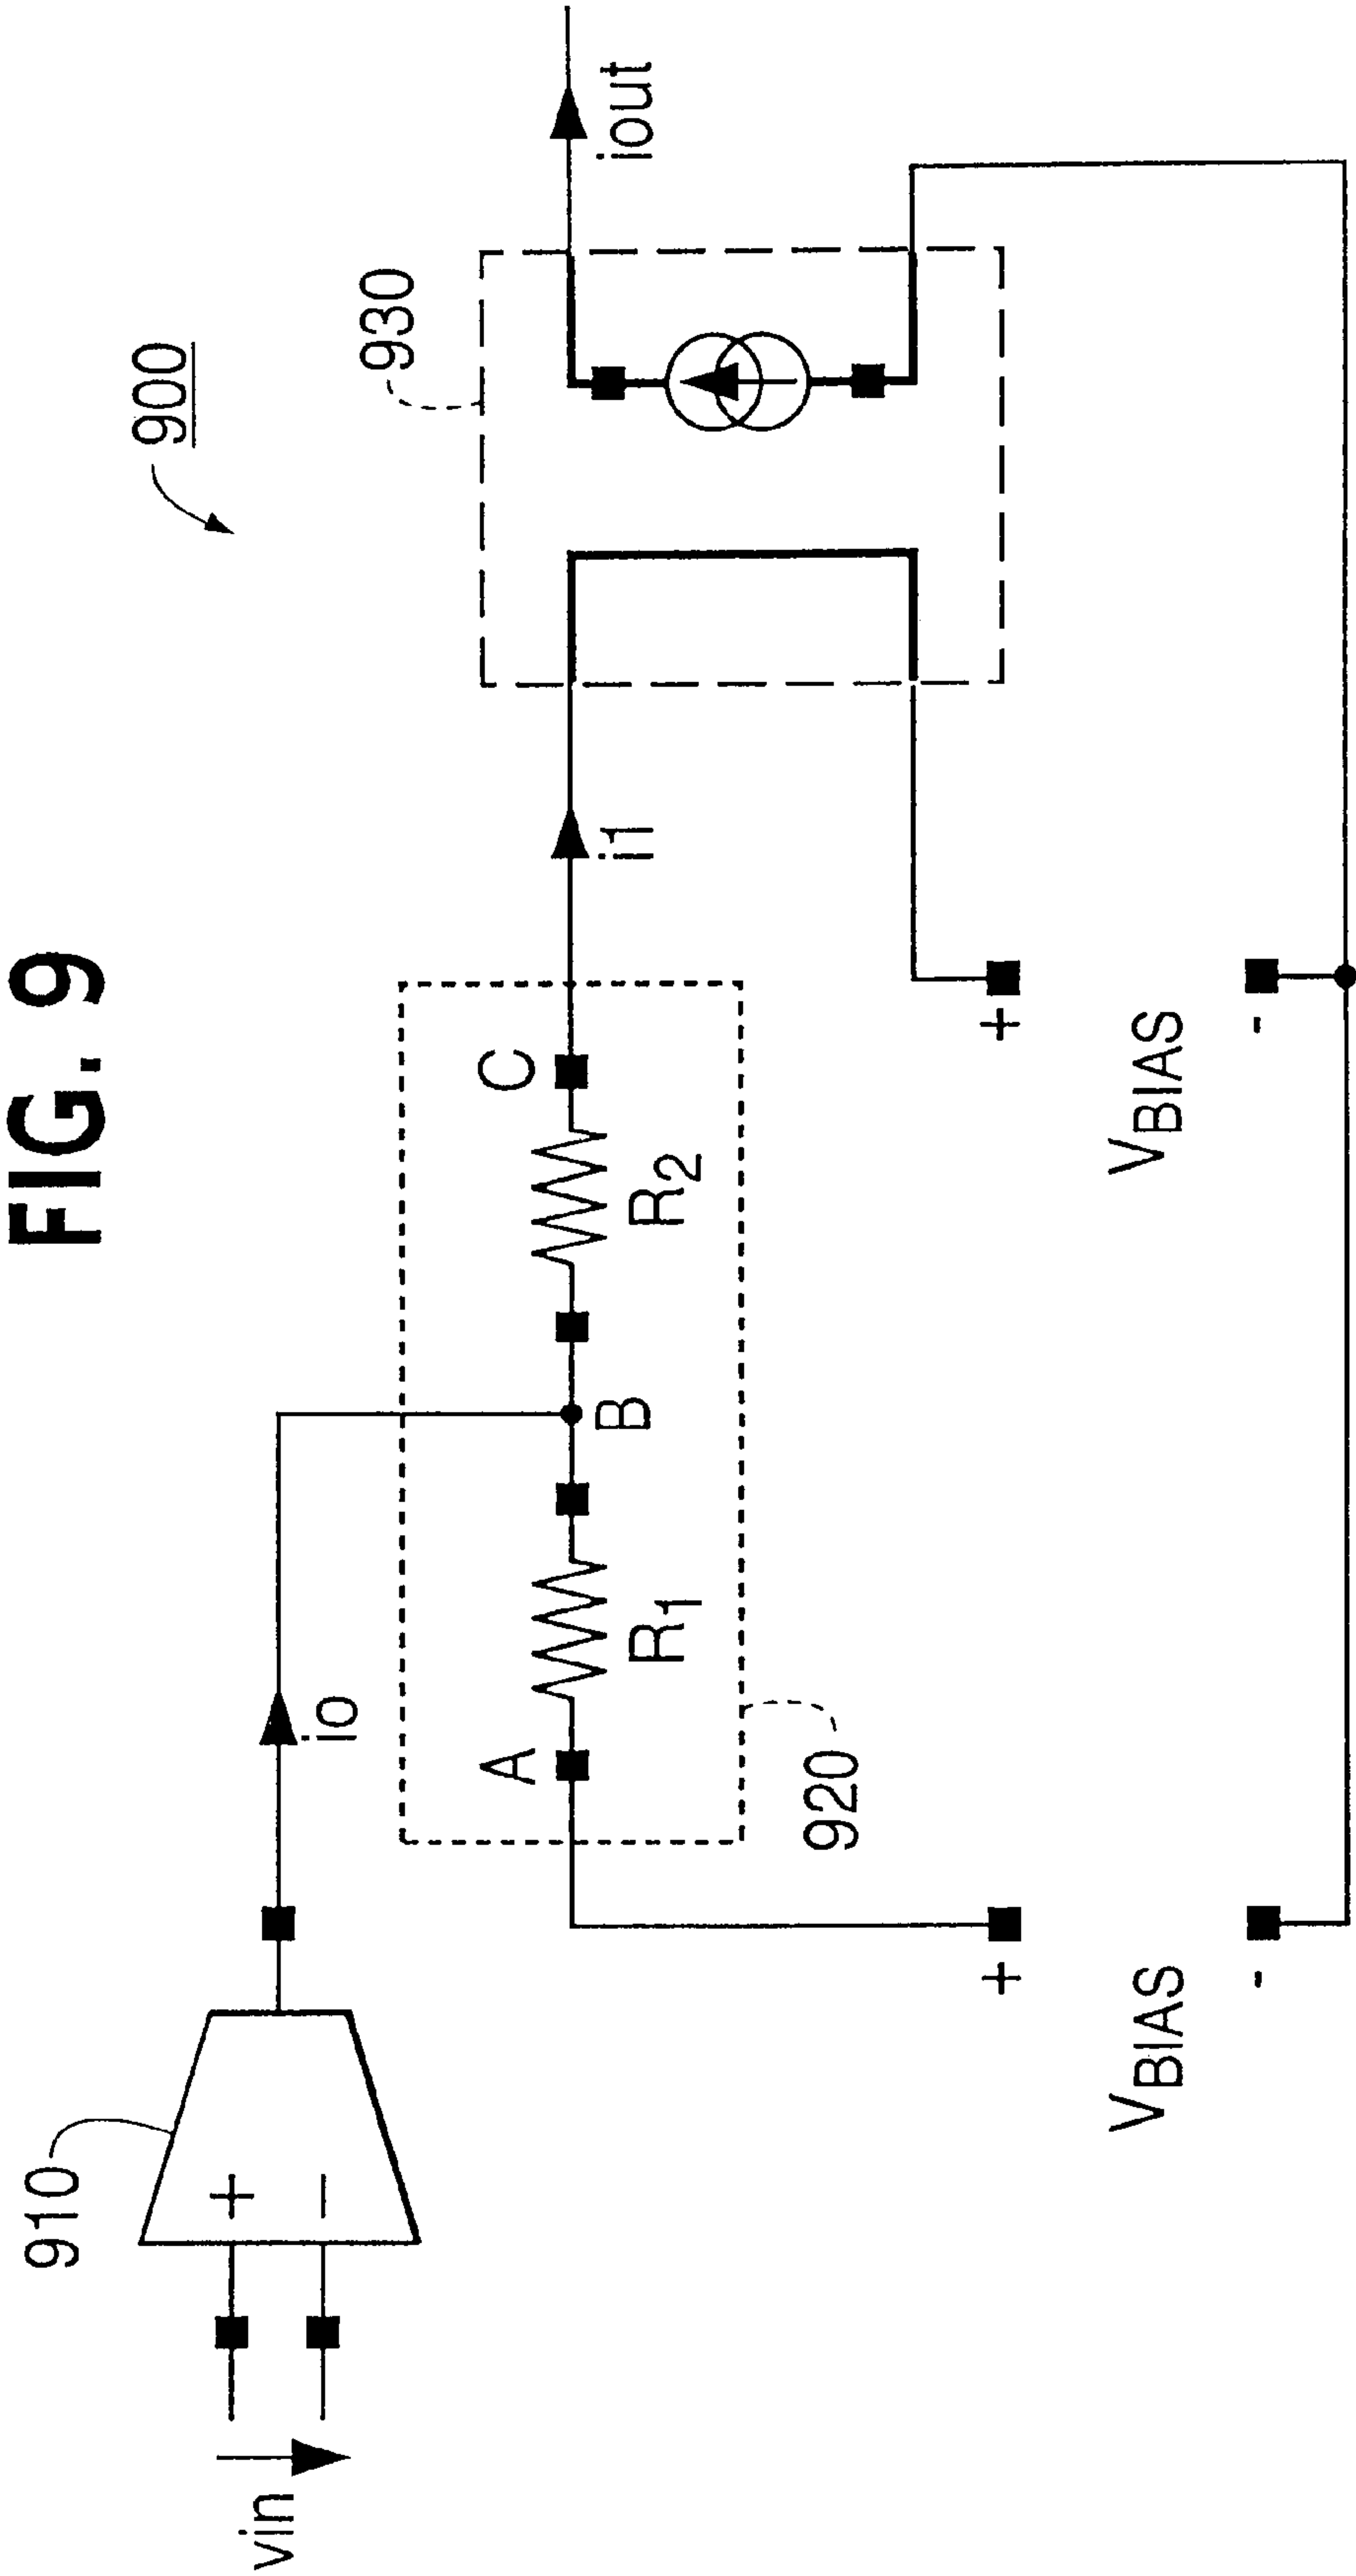 FIG. 9
900
910
+
−
vin
io
920
A
R1
B
R2
C
i1
930
iout
+
VBIAS
-
+
VBIAS
-